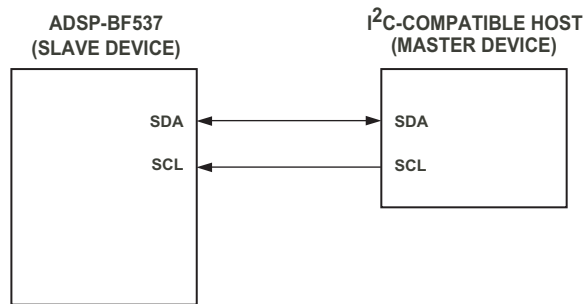 ADSP-BF537
(SLAVE DEVICE)
I²C-COMPATIBLE HOST
(MASTER DEVICE)
SDA
SDA
SCL
SCL